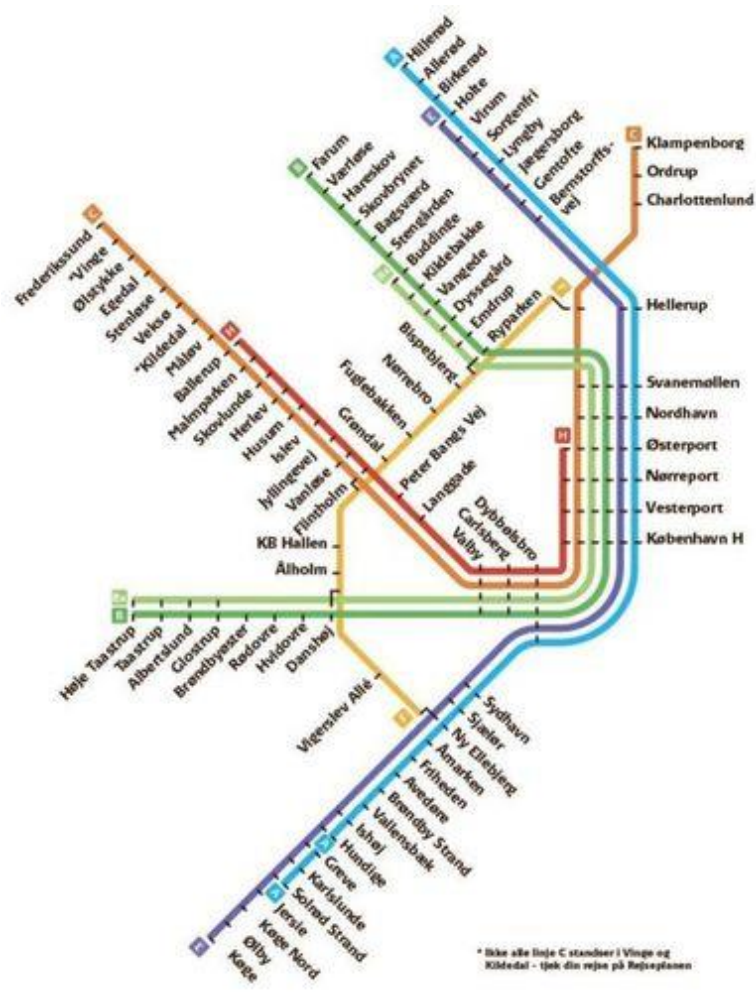 A
Hillerød
Allerød
Birkerød
Holte
Virum
Sorgenfri
Lyngby
Jægersborg
Gentofte
Bernstorffs-
vej
E
C
Klampenborg
Ordrup
Charlottenlund
Hellerup
Svanemøllen
Nordhavn
Østerport
Nørreport
Vesterport
København H
B
Farum
Værløse
Hareskov
Skovbrynet
Bagsværd
Stengården
Buddinge
Kildebakke
Vangede
Dyssegård
Emdrup
Ryparken
F
Bispebjerg
Nørrebro
Fuglebakken
Grøndal
C
Frederikssund
*Vinge
Ølstykke
Egedal
Stenløse
Veksø
*Kildedal
Måløv
Ballerup
Malmparken
Skovlunde
Herlev
Husum
Islev
Jyllingevej
Vanløse
Flintholm
H
Peter Bangs Vej
Langgade
Valby
Carlsberg
Dybbølsbro
H
KB Hallen
Ålholm
B
Høje Taastrup
Taastrup
Albertslund
Glostrup
Brøndbyøster
Rødovre
Hvidovre
Danshøj
Vigerslev Allé
F
Sydhavn
Sjælør
Ny Ellebjerg
Åmarken
Friheden
Avedøre
Brøndby Strand
Vallensbæk
Ishøj
A
Hundige
Greve
Karlslunde
A
Solrød Strand
Jersie
Køge Nord
Ølby
Køge
E
* Ikke alle linje C standser i Vinge og
Kildedal – tjek din rejse på Rejseplanen